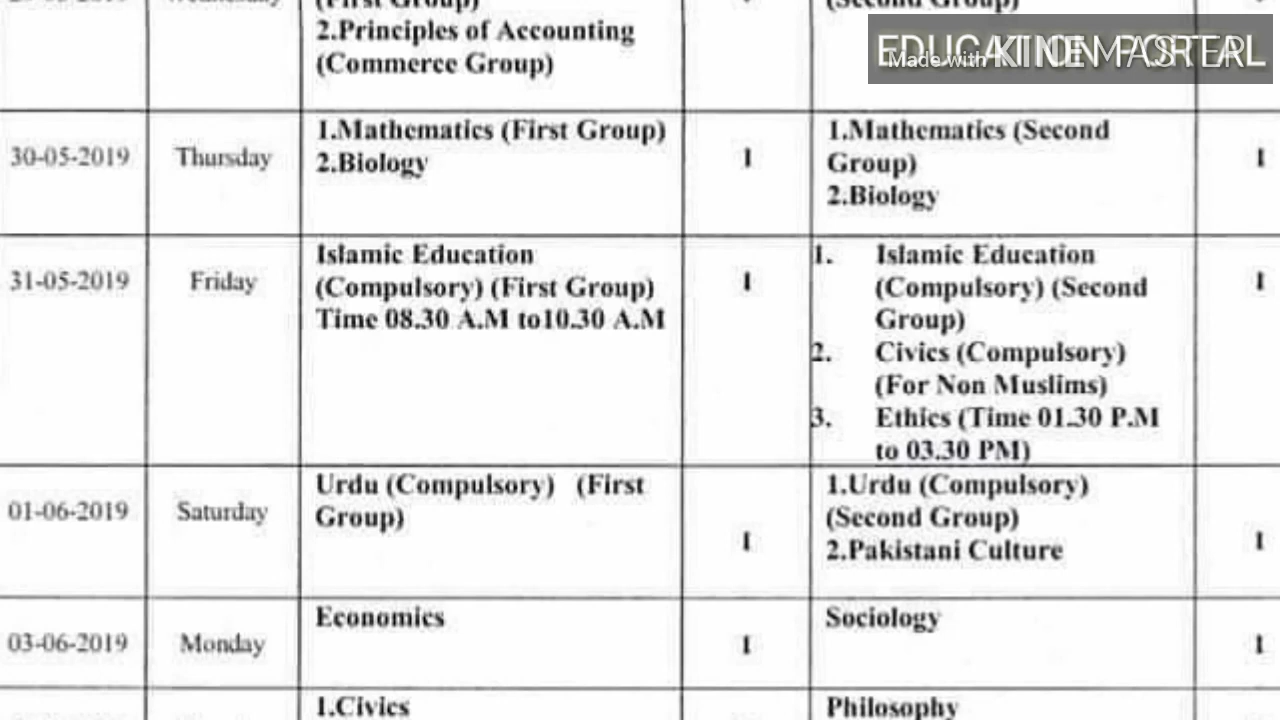 (First Group)
2.Principles of Accounting
(Commerce Group)
(Second Group)
EDUCATION PORTAL
Made with KINEMASTER
30-05-2019
Thursday
1.Mathematics (First Group)
2.Biology
I
1.Mathematics (Second
Group)
2.Biology
I
31-05-2019
Friday
Islamic Education
(Compulsory) (First Group)
Time 08.30 A.M to10.30 A.M
I
1. Islamic Education
(Compulsory) (Second
Group)
2. Civics (Compulsory)
(For Non Muslims)
3. Ethics (Time 01.30 P.M
to 03.30 PM)
I
01-06-2019
Saturday
Urdu (Compulsory) (First
Group)
I
1.Urdu (Compulsory)
(Second Group)
2.Pakistani Culture
I
03-06-2019
Monday
Economics
I
Sociology
I
1.Civics
Philosophy